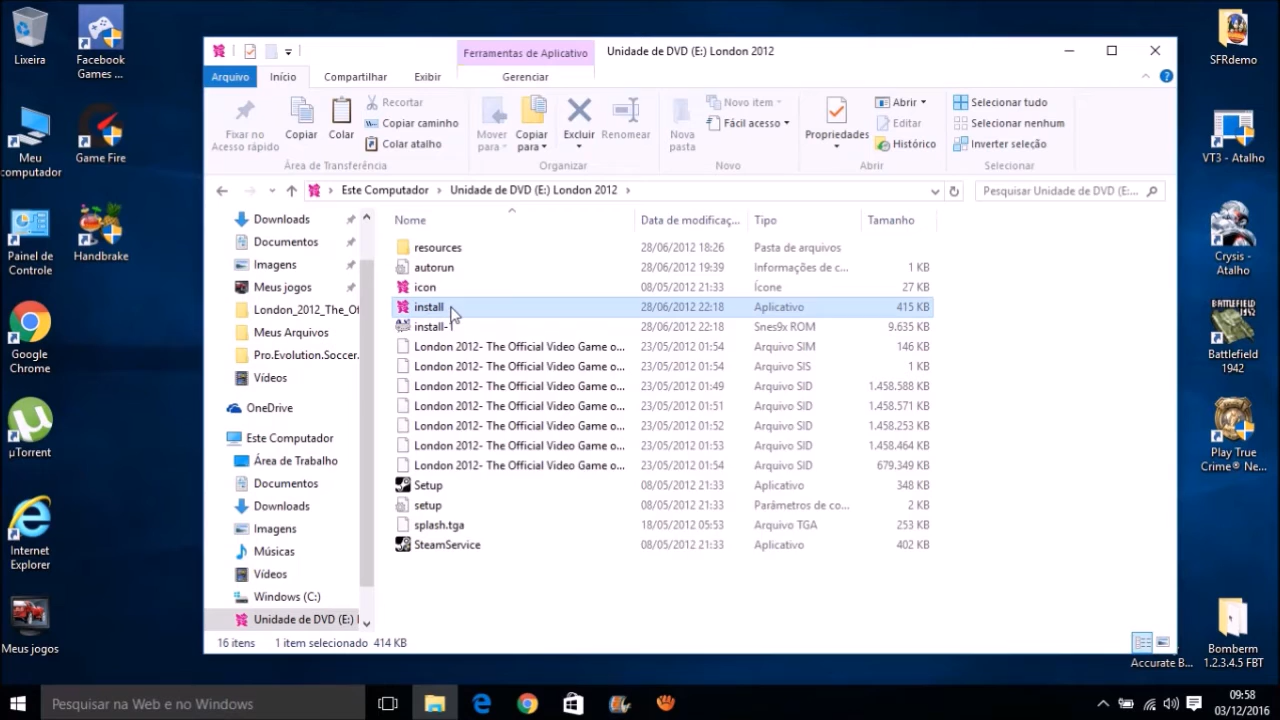 Lixeira
Facebook
Games ...
Meu
computador
Game Fire
Painel de
Controle
Handbrake
Google
Chrome
µTorrent
Internet
Explorer
Meus jogos
Ferramentas de Aplicativo
Unidade de DVD (E:) London 2012
Arquivo
Início
Compartilhar
Exibir
Gerenciar
Fixar no
Acesso rápido
Copiar
Colar
Recortar
Copiar caminho
Colar atalho
Área de Transferência
Mover
para
Copiar
para
Excluir
Renomear
Organizar
Nova
pasta
Novo item
Fácil acesso
Novo
Propriedades
Abrir
Editar
Histórico
Abrir
Selecionar tudo
Selecionar nenhum
Inverter seleção
Selecionar
Este Computador
Unidade de DVD (E:) London 2012
Pesquisar Unidade de DVD (E:...
Downloads
Documentos
Imagens
Meus jogos
London_2012_The_Of
Meus Arquivos
Pro.Evolution.Soccer.
Vídeos
OneDrive
Este Computador
Área de Trabalho
Documentos
Downloads
Imagens
Músicas
Vídeos
Windows (C:)
Unidade de DVD (E:)
Nome Data de modificaç... Tipo Tamanho
resources 28/06/2012 18:26 Pasta de arquivos
autorun 28/06/2012 19:39 Informações de c... 1 KB
icon 08/05/2012 21:33 Ícone 27 KB
install 28/06/2012 22:18 Aplicativo 415 KB
install-1 28/06/2012 22:18 Snes9x ROM 9.635 KB
London 2012- The Official Video Game o... 23/05/2012 01:54 Arquivo SIM 146 KB
London 2012- The Official Video Game o... 23/05/2012 01:54 Arquivo SIS 1 KB
London 2012- The Official Video Game o... 23/05/2012 01:49 Arquivo SID 1.458.588 KB
London 2012- The Official Video Game o... 23/05/2012 01:51 Arquivo SID 1.458.571 KB
London 2012- The Official Video Game o... 23/05/2012 01:52 Arquivo SID 1.458.253 KB
London 2012- The Official Video Game o... 23/05/2012 01:53 Arquivo SID 1.458.464 KB
London 2012- The Official Video Game o... 23/05/2012 01:54 Arquivo SID 679.349 KB
Setup 08/05/2012 21:33 Aplicativo 348 KB
setup 08/05/2012 21:33 Parâmetros de co... 2 KB
splash.tga 18/05/2012 05:53 Arquivo TGA 253 KB
SteamService 08/05/2012 21:33 Aplicativo 402 KB
16 itens 1 item selecionado 414 KB
SFRdemo
VT3 - Atalho
Crysis -
Atalho
BATTLEFIELD
1942
Battlefield
1942
Play True
Crime® Ne...
Bomberm
1.2.3.4.5 FBT
Accurate B...
Pesquisar na Web e no Windows
09:58
03/12/2016